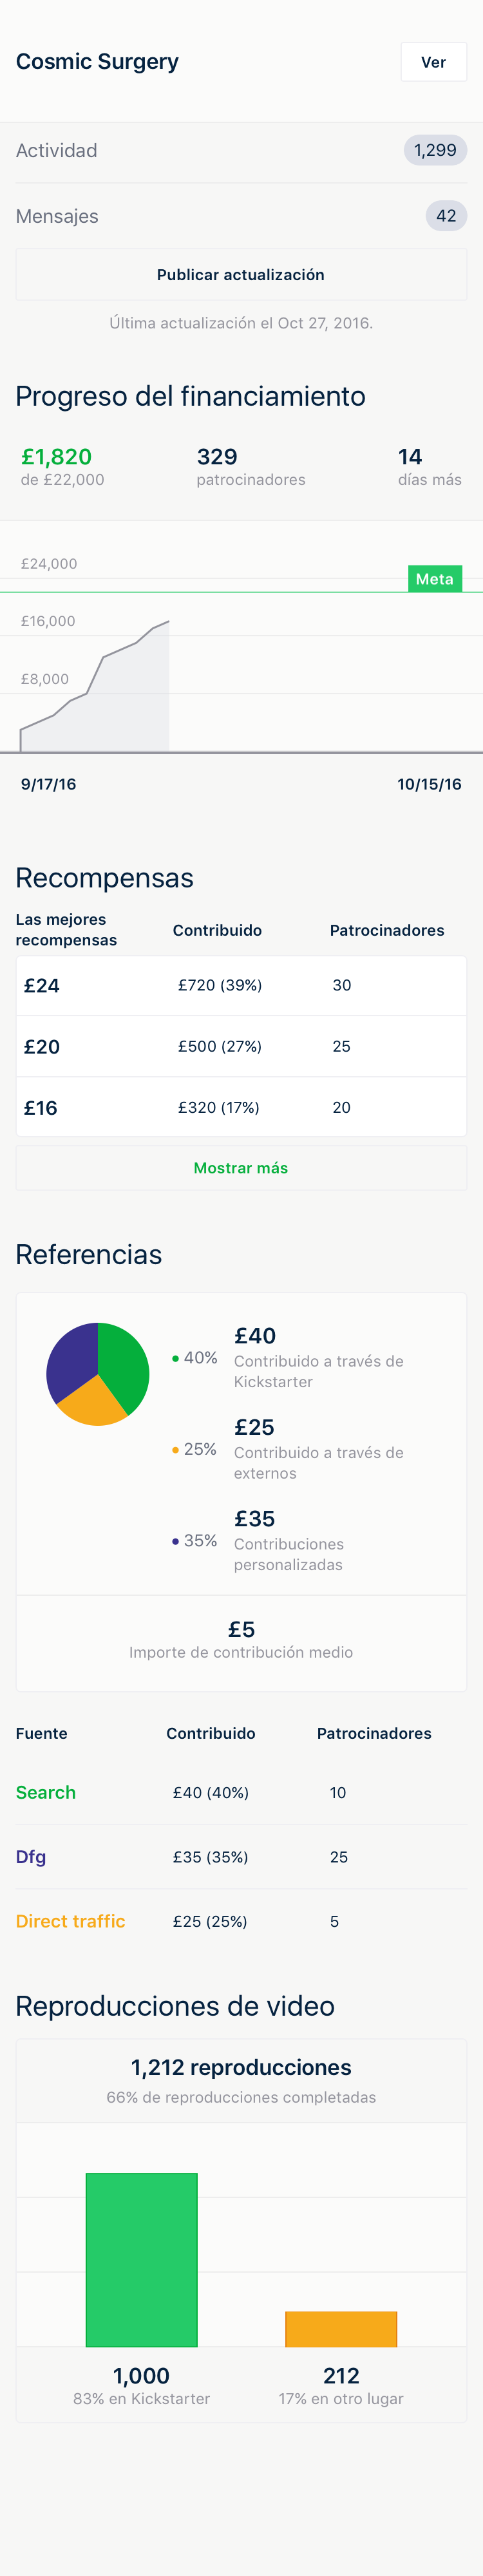 Cosmic Surgery
Ver
Actividad
1,299
Mensajes
42
Publicar actualización
Última actualización el Oct 27, 2016.
Progreso del financiamiento
£1,820 329 14
de £22,000 patrocinadores días más
£24,000
Meta
£16,000
£8,000
9/17/16 10/15/16
Recompensas
Las mejores
recompensas Contribuido Patrocinadores
£24 £720 (39%) 30
£20 £500 (27%) 25
£16 £320 (17%) 20
Mostrar más
Referencias
40% £40
Contribuido a través de
Kickstarter
25% £25
Contribuido a través de
externos
35% £35
Contribuciones
personalizadas
£5
Importe de contribución medio
Fuente Contribuido Patrocinadores
Search £40 (40%) 10
Dfg £35 (35%) 25
Direct traffic £25 (25%) 5
Reproducciones de video
1,212 reproducciones
66% de reproducciones completadas
1,000 212
83% en Kickstarter 17% en otro lugar